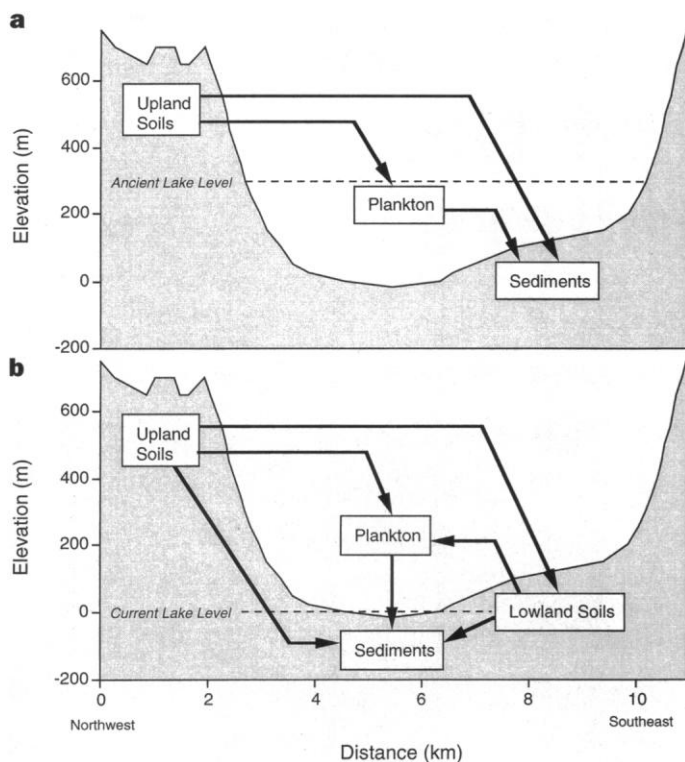 a
600
400
200
0
-200
Elevation (m)
Upland
Soils
Ancient Lake Level
Plankton
Sediments
b
600
400
200
0
-200
Elevation (m)
Upland
Soils
Plankton
Current Lake Level
Lowland Soils
Sediments
0 2 4 6 8 10
Northwest Southeast
Distance (km)